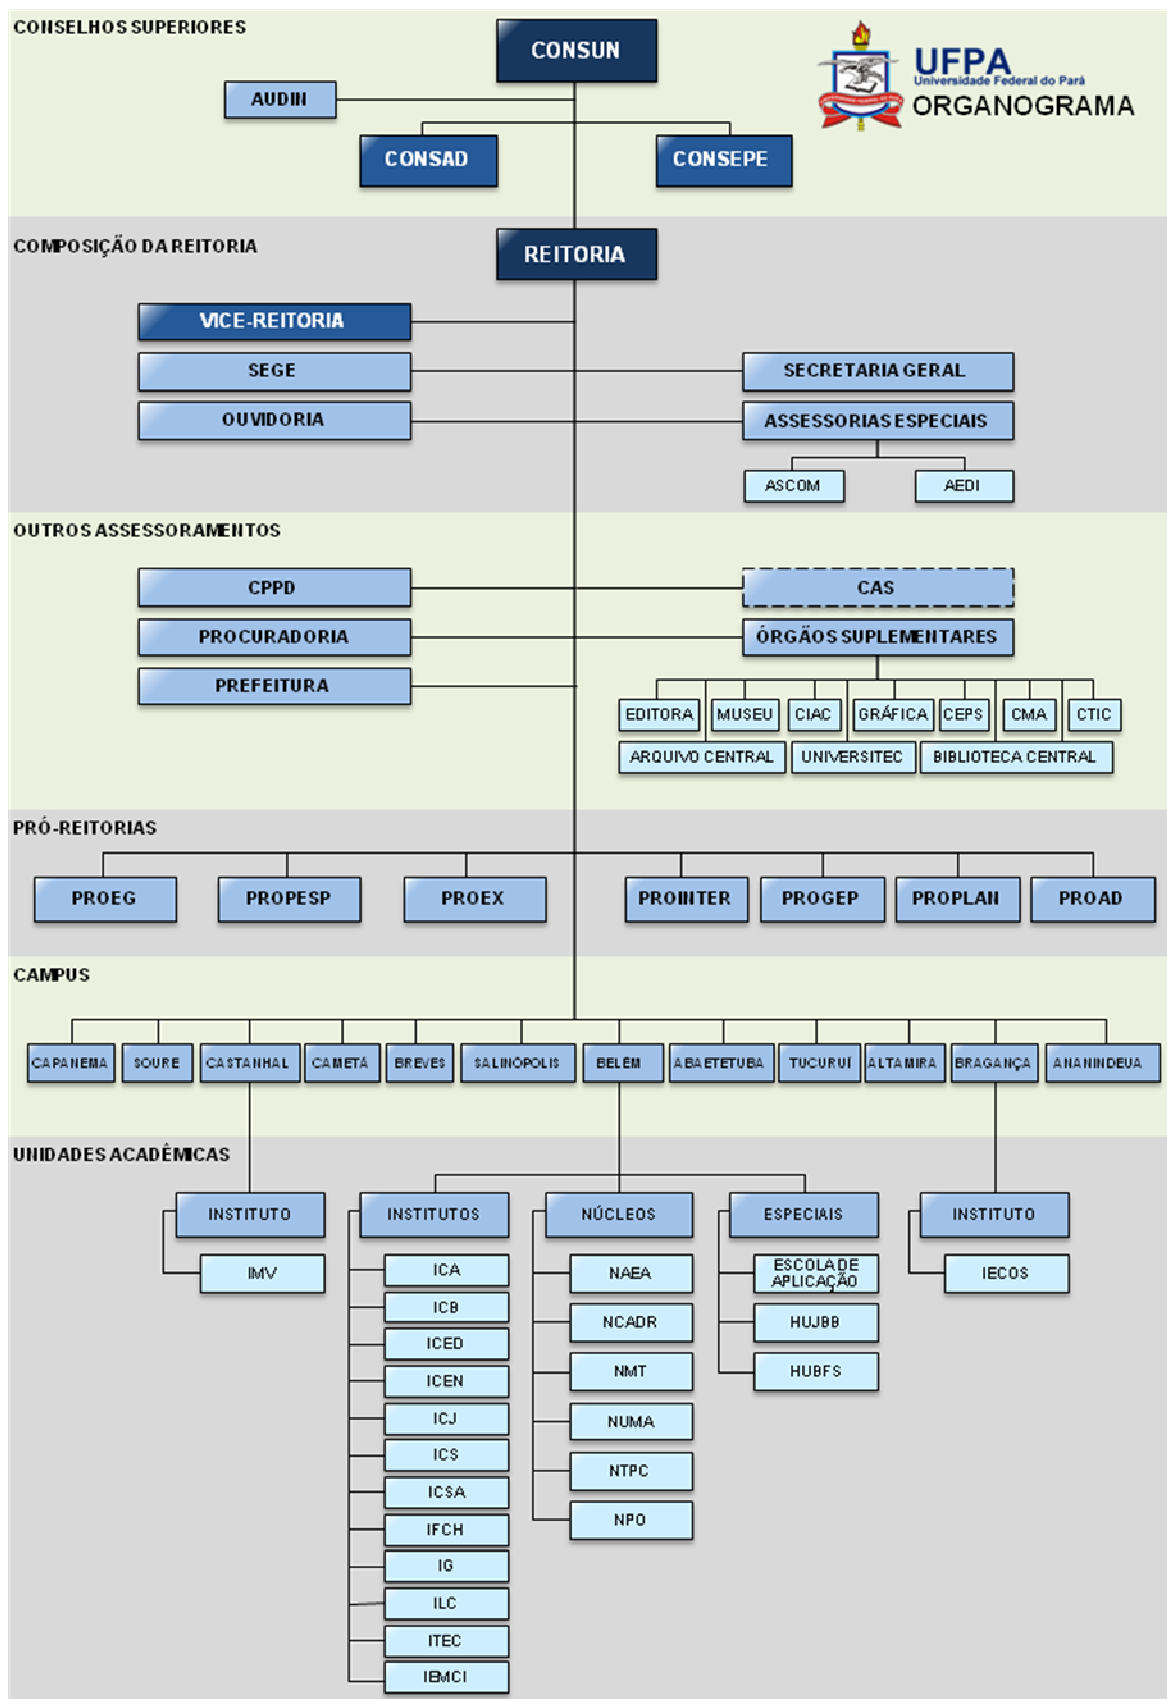 CONSELHOS SUPERIORES
CONSUN
UFPA
Universidade Federal do Pará
ORGANOGRAMA
AUDIN
CONSAD
CONSEPE
COMPOSIÇÃO DA REITORIA
REITORIA
VICE-REITORIA
SEGE
SECRETARIA GERAL
OUVIDORIA
ASSESSORIAS ESPECIAIS
ASCOM
AEDI
OUTROS ASSESSORAMENTOS
CPPD
CAS
PROCURADORIA
ÓRGÃOS SUPLEMENTARES
PREFEITURA
EDITORA
MUSEU
CIAC
GRÁFICA
CEPS
CMA
CTIC
ARQUIVO CENTRAL
UNIVERSITEC
BIBLIOTECA CENTRAL
PRÓ-REITORIAS
PROEG
PROPESP
PROEX
PROINTER
PROGEP
PROPLAN
PROAD
CAMPUS
CAPANEMA
SOURE
CASTANHAL
CAMETÁ
BREVES
SALINÓPOLIS
BELÉM
ABAETETUBA
TUCURUÍ
ALTAMIRA
BRAGANÇA
ANANINDEUA
UNIDADES ACADÊMICAS
INSTITUTO
IMV
INSTITUTOS
ICA
ICB
ICED
ICEN
ICJ
ICS
ICSA
IFCH
IG
ILC
ITEC
IEMCI
NÚCLEOS
NAEA
NCADR
NMT
NUMA
NTPC
NPO
ESPECIAIS
ESCOLA DE
APLICAÇÃO
HUJBB
HUBFS
INSTITUTO
IECOS